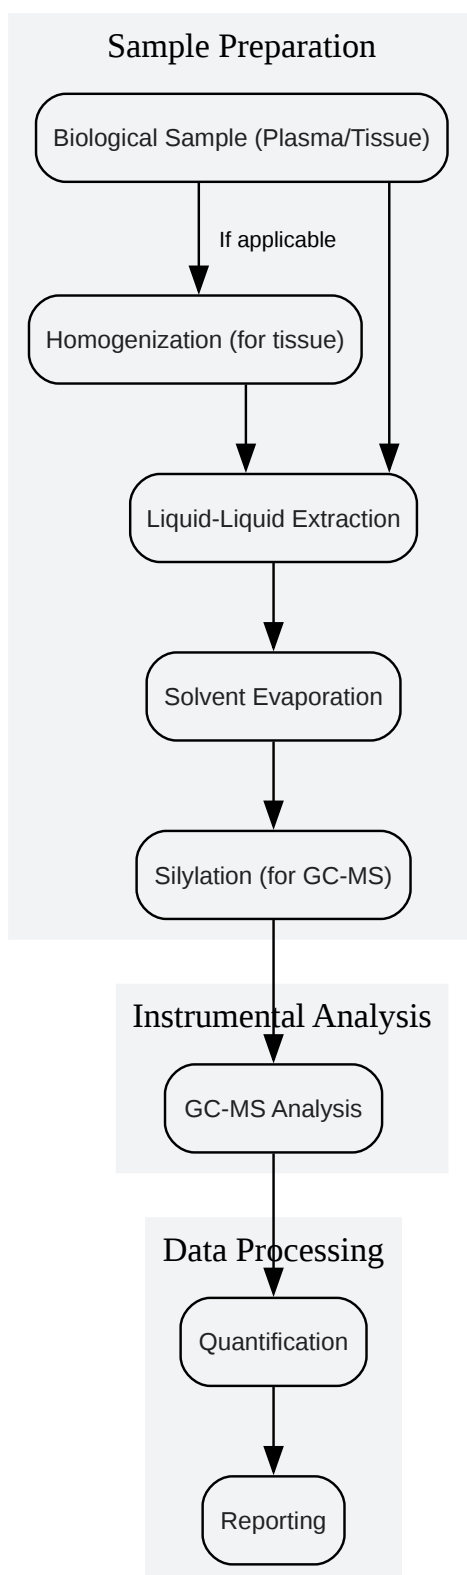 Sample Preparation
Biological Sample (Plasma/Tissue)
If applicable
Homogenization (for tissue)
Liquid-Liquid Extraction
Solvent Evaporation
Silylation (for GC-MS)
Instrumental Analysis
GC-MS Analysis
Data Processing
Quantification
Reporting